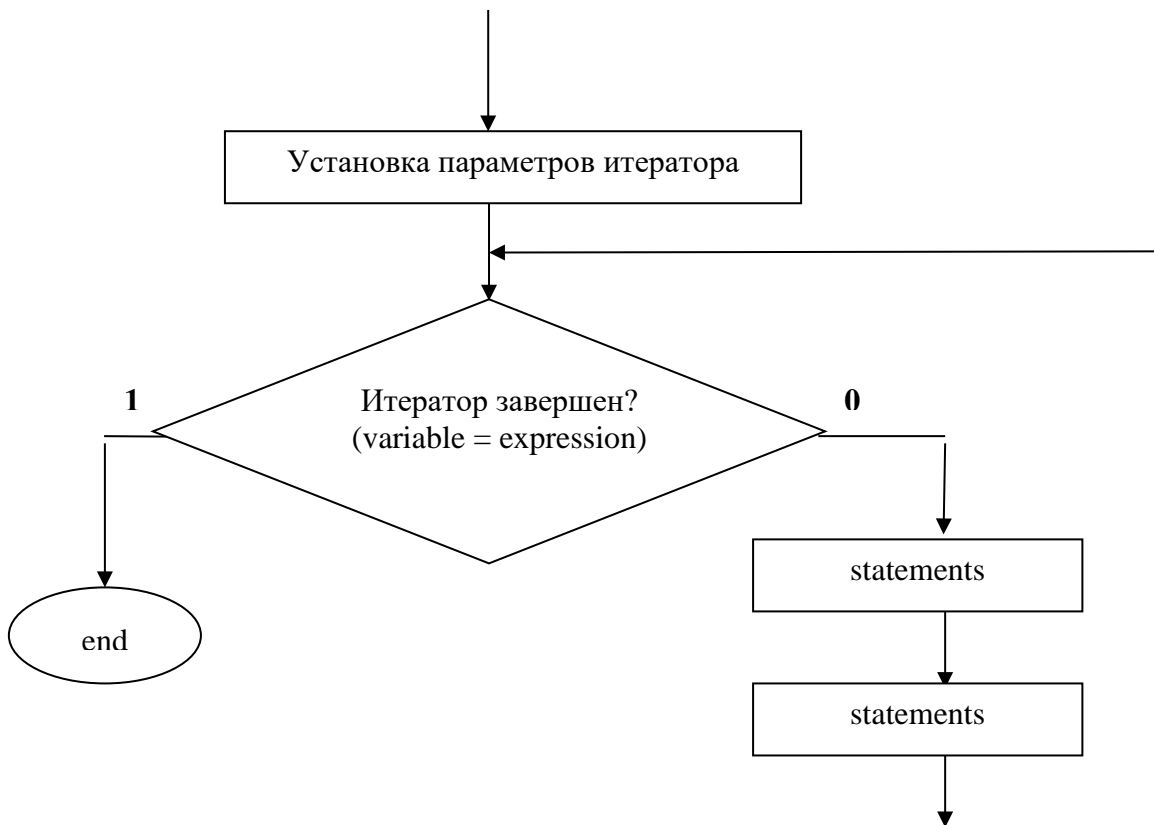 Установка параметров итератора
1
Итератор завершен?
(variable = expression)
0
statements
end
statements